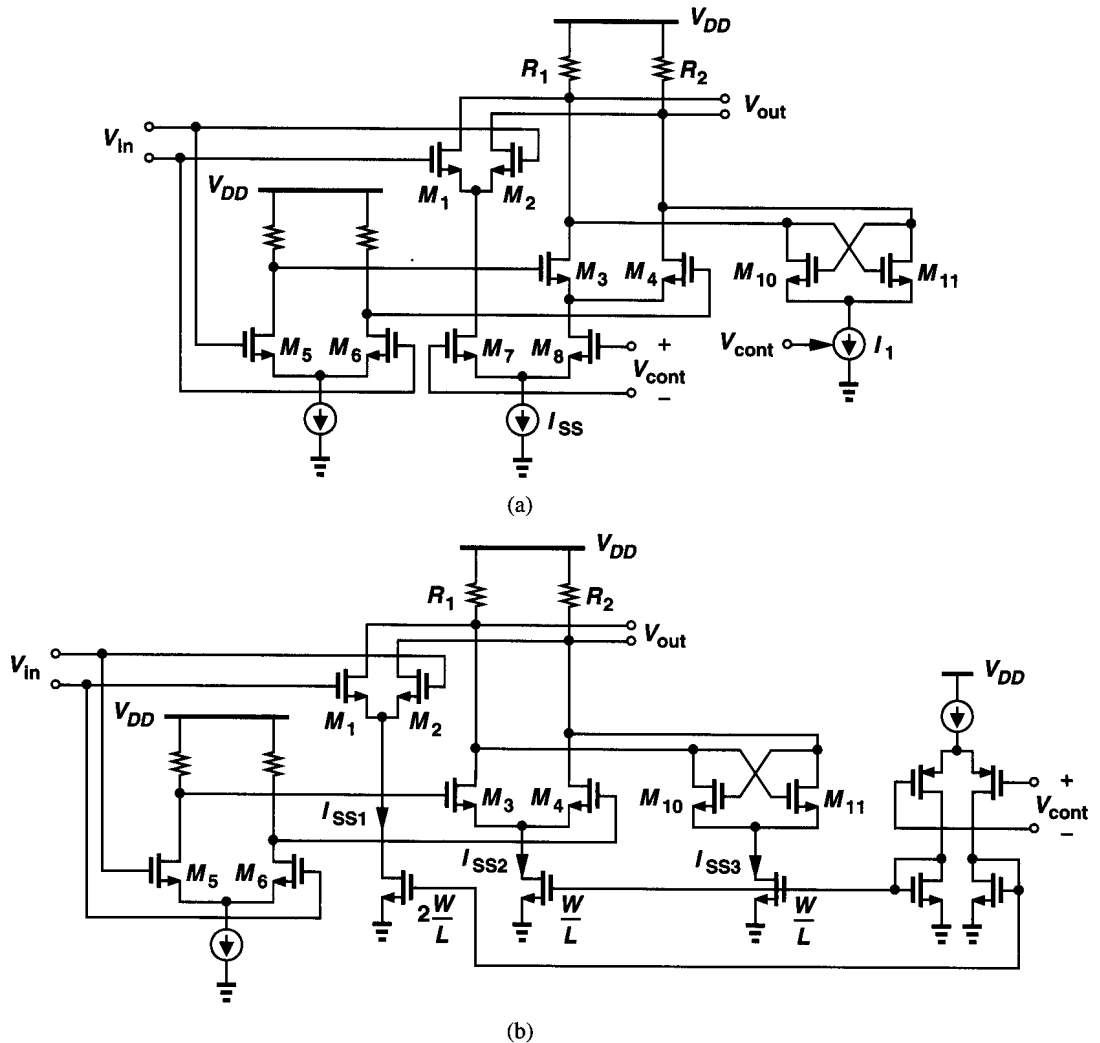 V_DD
R_1
R_2
V_out
V_in
V_DD
M_1
M_2
M_3
M_4
M_10
M_11
M_5
M_6
M_7
M_8
+
V_cont
−
V_cont
I_1
I_SS
(a)
V_DD
R_1
R_2
V_out
V_in
V_DD
M_1
M_2
V_DD
M_3
M_4
M_10
M_11
+
V_cont
−
I_SS1
I_SS2
I_SS3
M_5
M_6
2 W/L
W/L
W/L
(b)